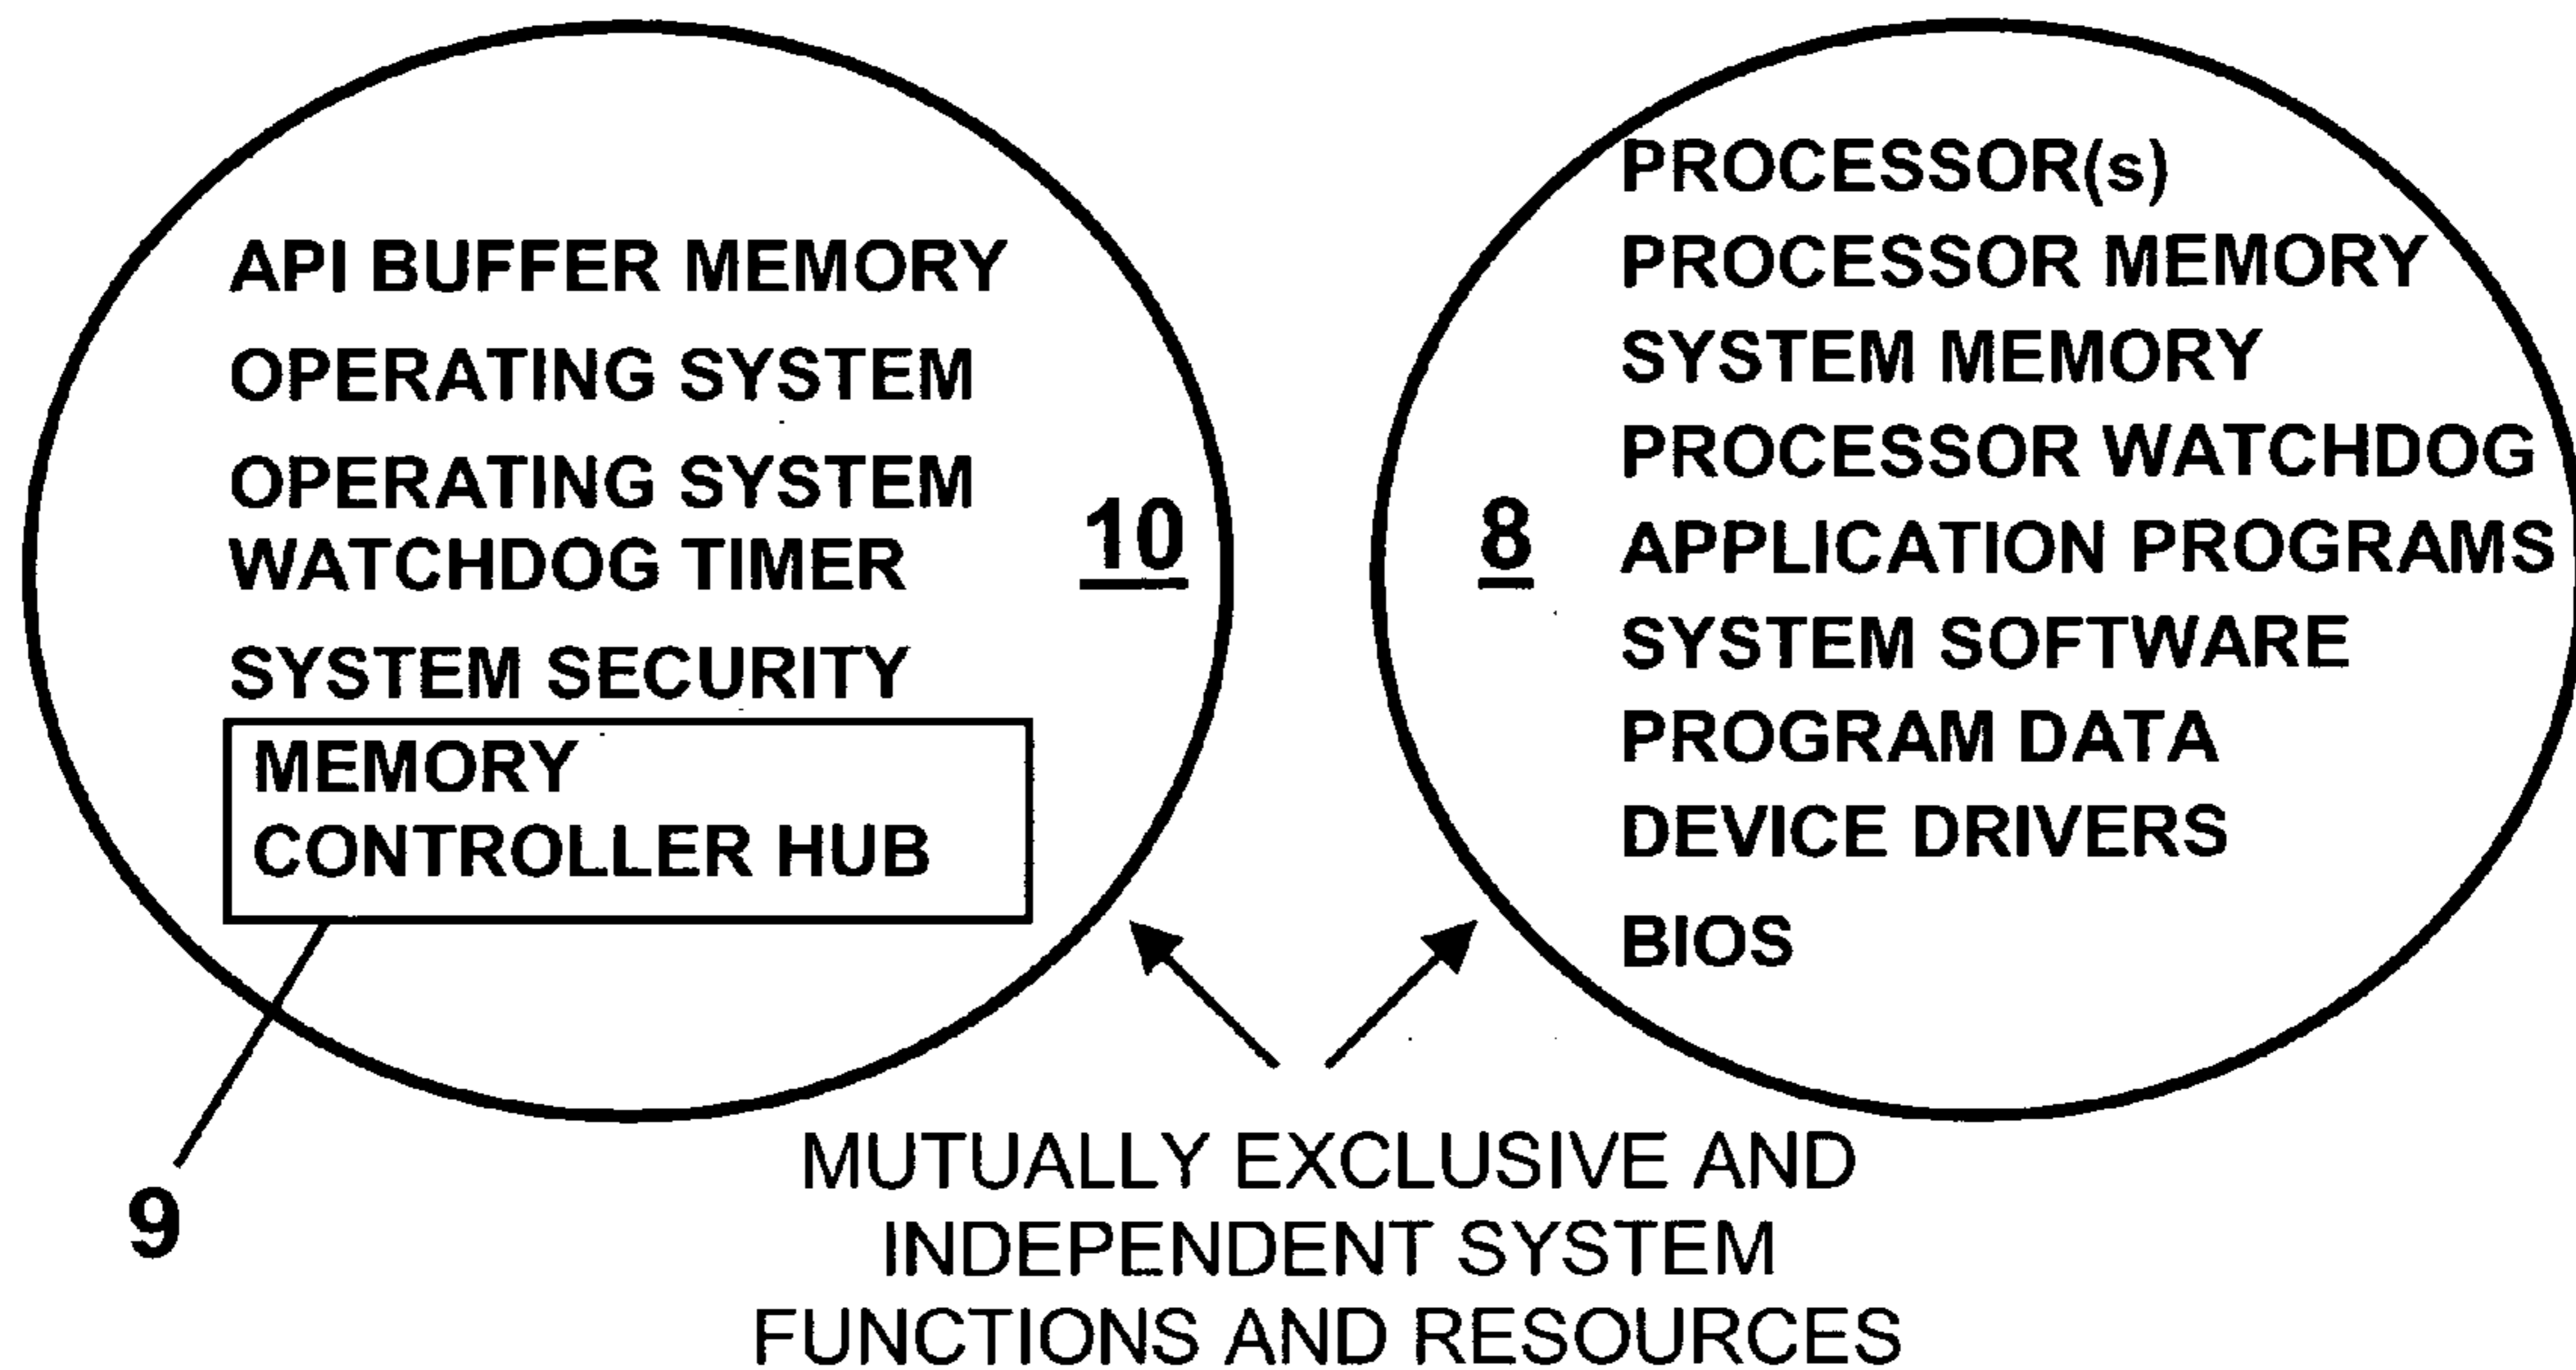 API BUFFER MEMORY
OPERATING SYSTEM
OPERATING SYSTEM
WATCHDOG TIMER
SYSTEM SECURITY
MEMORY
CONTROLLER HUB
10
9
8
PROCESSOR(s)
PROCESSOR MEMORY
SYSTEM MEMORY
PROCESSOR WATCHDOG
APPLICATION PROGRAMS
SYSTEM SOFTWARE
PROGRAM DATA
DEVICE DRIVERS
BIOS
MUTUALLY EXCLUSIVE AND
INDEPENDENT SYSTEM
FUNCTIONS AND RESOURCES